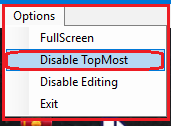 Options
FullScreen
Disable TopMost
Disable Editing
Exit